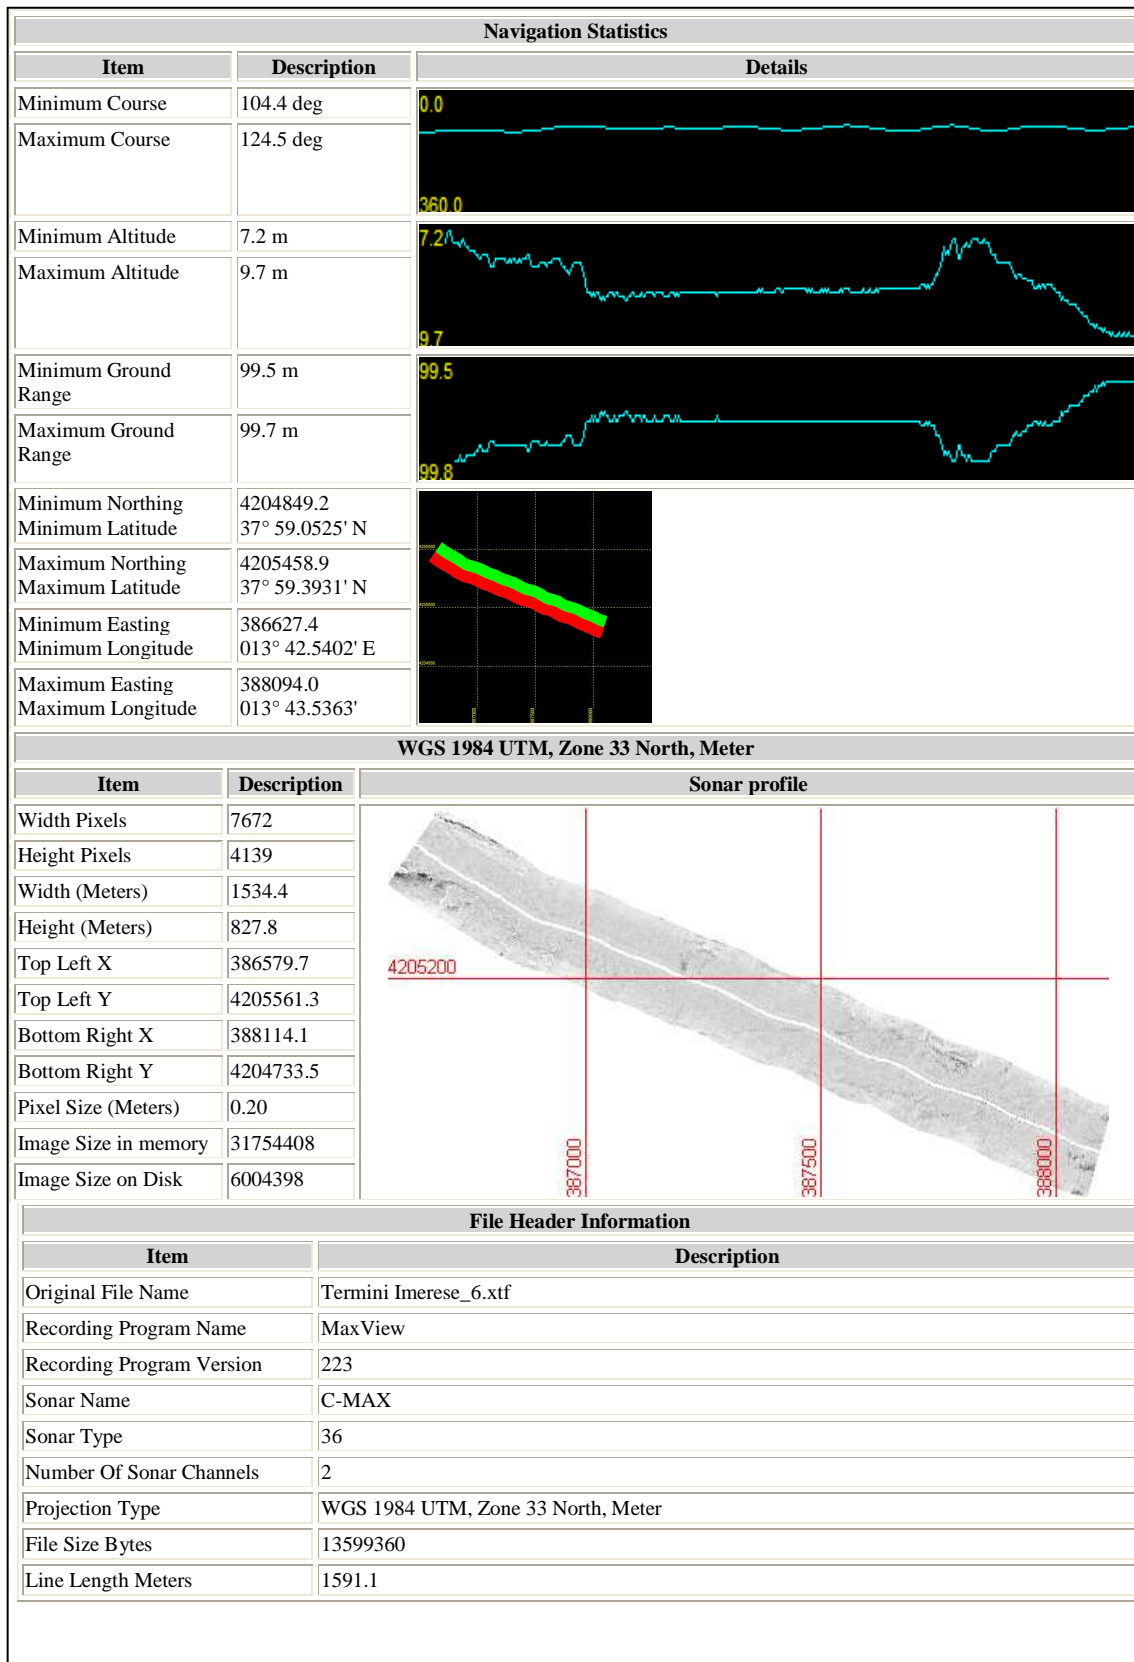 Navigation Statistics
Item Description Details
Minimum Course 104.4 deg
Maximum Course 124.5 deg
0.0
360.0
Minimum Altitude 7.2 m
Maximum Altitude 9.7 m
7.2
9.7
Minimum Ground Range 99.5 m
Maximum Ground Range 99.7 m
99.5
99.8
Minimum Northing 4204849.2
Minimum Latitude 37° 59.0525' N
Maximum Northing 4205458.9
Maximum Latitude 37° 59.3931' N
Minimum Easting 386627.4
Minimum Longitude 013° 42.5402' E
Maximum Easting 388094.0
Maximum Longitude 013° 43.5363'
WGS 1984 UTM, Zone 33 North, Meter
Item Description Sonar profile
Width Pixels 7672
Height Pixels 4139
Width (Meters) 1534.4
Height (Meters) 827.8
Top Left X 386579.7
Top Left Y 4205561.3
Bottom Right X 388114.1
Bottom Right Y 4204733.5
Pixel Size (Meters) 0.20
Image Size in memory 31754408
Image Size on Disk 6004398
4205200
387000
387500
388000
File Header Information
Item Description
Original File Name Termini Imerese_6.xtf
Recording Program Name MaxView
Recording Program Version 223
Sonar Name C-MAX
Sonar Type 36
Number Of Sonar Channels 2
Projection Type WGS 1984 UTM, Zone 33 North, Meter
File Size Bytes 13599360
Line Length Meters 1591.1